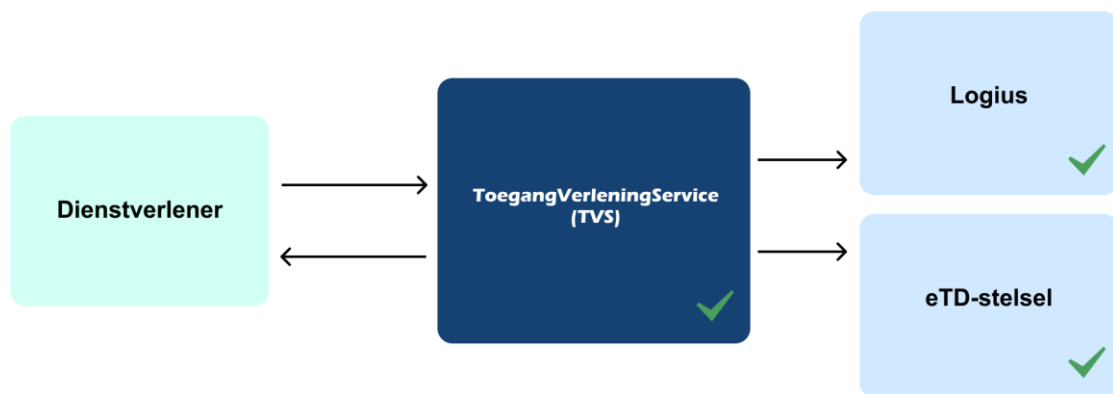 Dienstverlener
ToegangVerleningService
(TVS)
Logius
eTD-stelsel